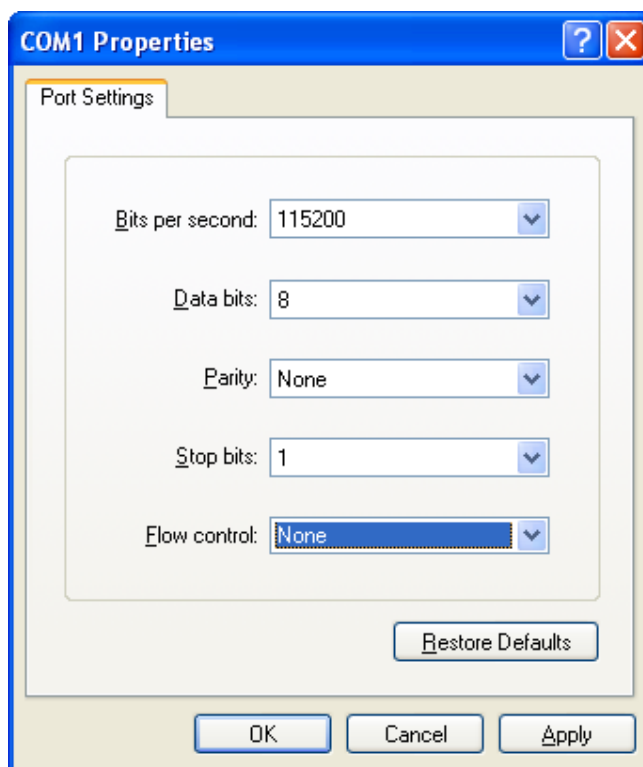 COM1 Properties
Port Settings
Bits per second: 115200
Data bits: 8
Parity: None
Stop bits: 1
Flow control: None
Restore Defaults
OK Cancel Apply